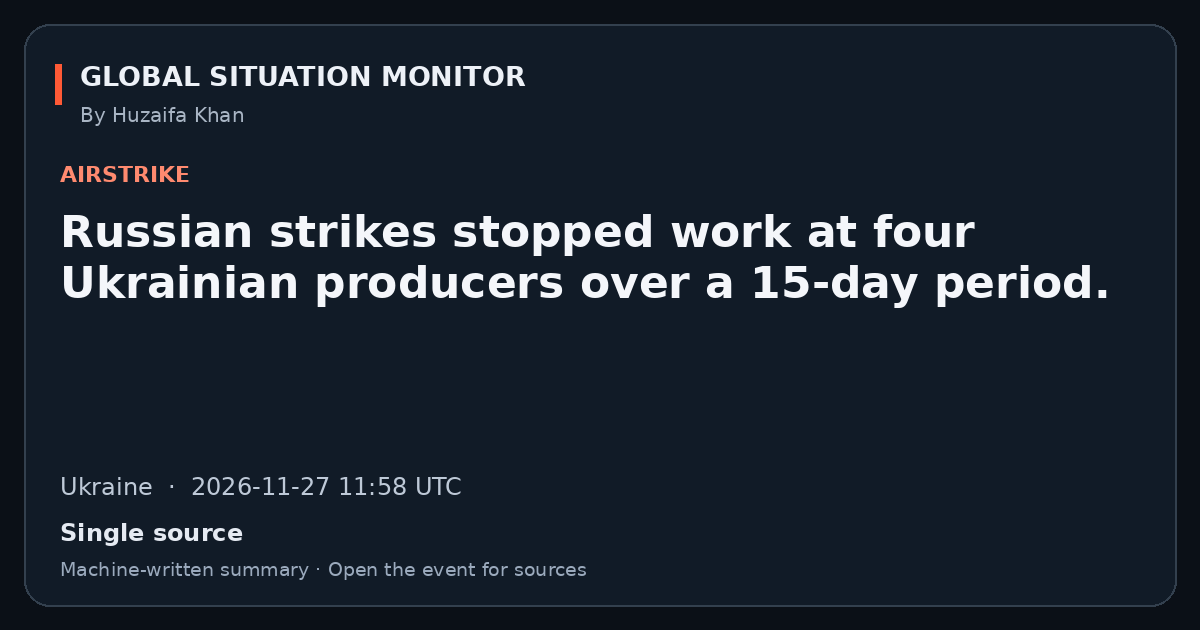 GLOBAL SITUATION MONITOR
By Huzaifa Khan
AIRSTRIKE
Russian strikes stopped work at four
Ukrainian producers over a 15-day period.
Ukraine · 2026-11-27 11:58 UTC
Single source
Machine-written summary · Open the event for sources